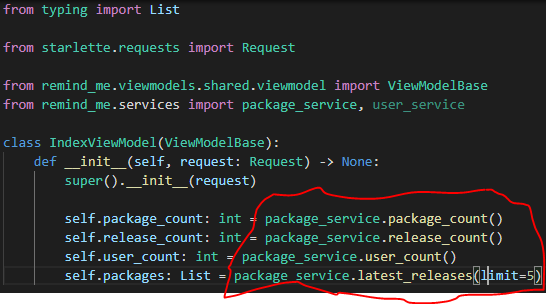 from typing import List
from starlette.requests import Request
from remind_me.viewmodels.shared.viewmodel import ViewModelBase
from remind_me.services import package_service, user_service
class IndexViewModel(ViewModelBase):
def __init__(self, request: Request) -> None:
super().__init__(request)
self.package_count: int = package_service.package_count()
self.release_count: int = package_service.release_count()
self.user_count: int = package_service.user_count()
self.packages: List = package_service.latest_releases(limit=5)